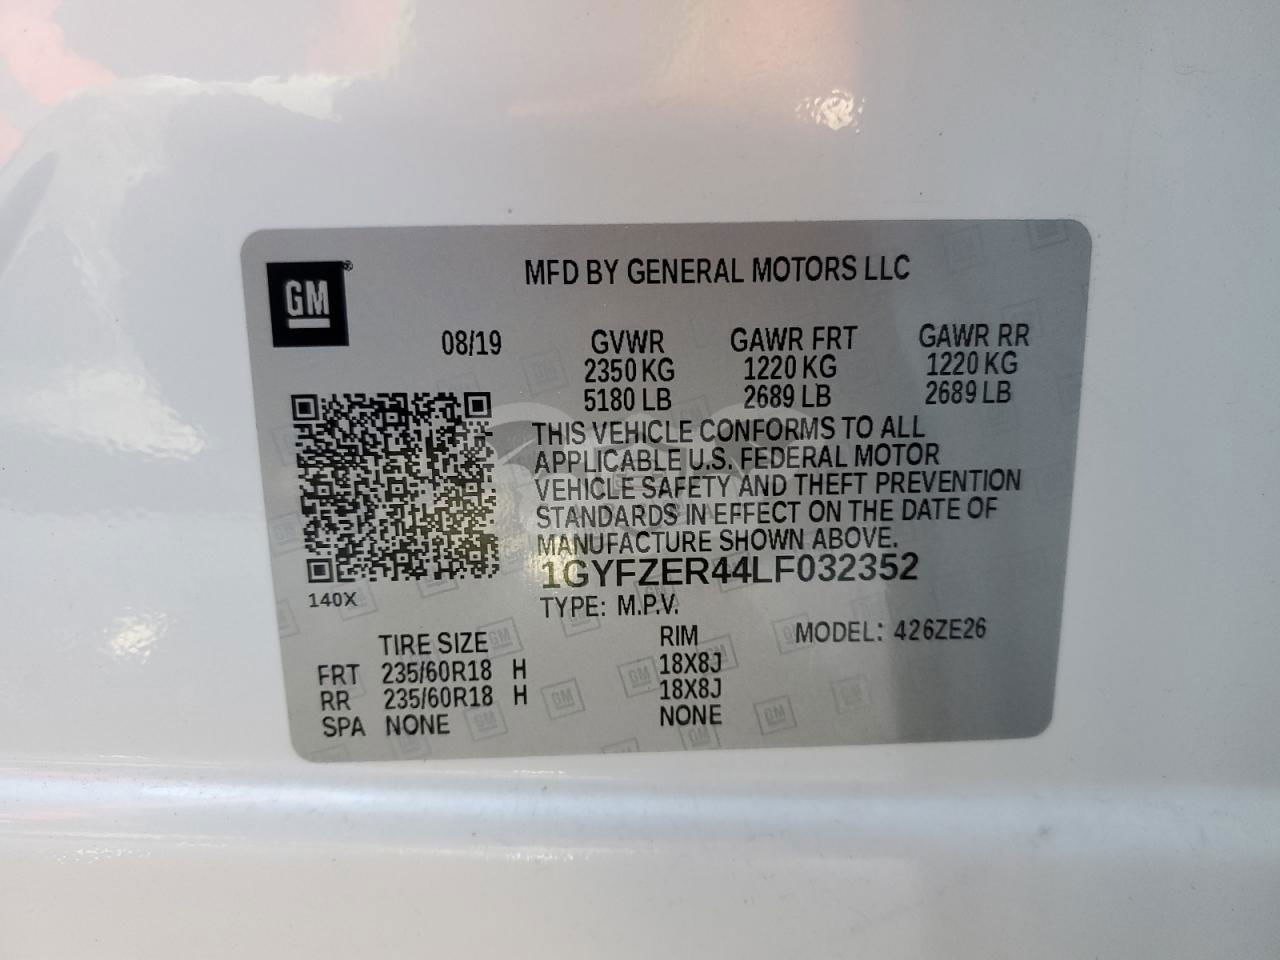 GM®
MFD BY GENERAL MOTORS LLC
08/19 GVWR GAWR FRT GAWR RR
2350 KG 1220 KG 1220 KG
5180 LB 2689 LB 2689 LB
THIS VEHICLE CONFORMS TO ALL
APPLICABLE U.S. FEDERAL MOTOR
VEHICLE SAFETY AND THEFT PREVENTION
STANDARDS IN EFFECT ON THE DATE OF
MANUFACTURE SHOWN ABOVE.
1GYFZER44LF032352
140X
TYPE: M.P.V.
TIRE SIZE RIM MODEL: 426ZE26
FRT 235/60R18 H 18X8J
RR 235/60R18 H 18X8J
SPA NONE NONE